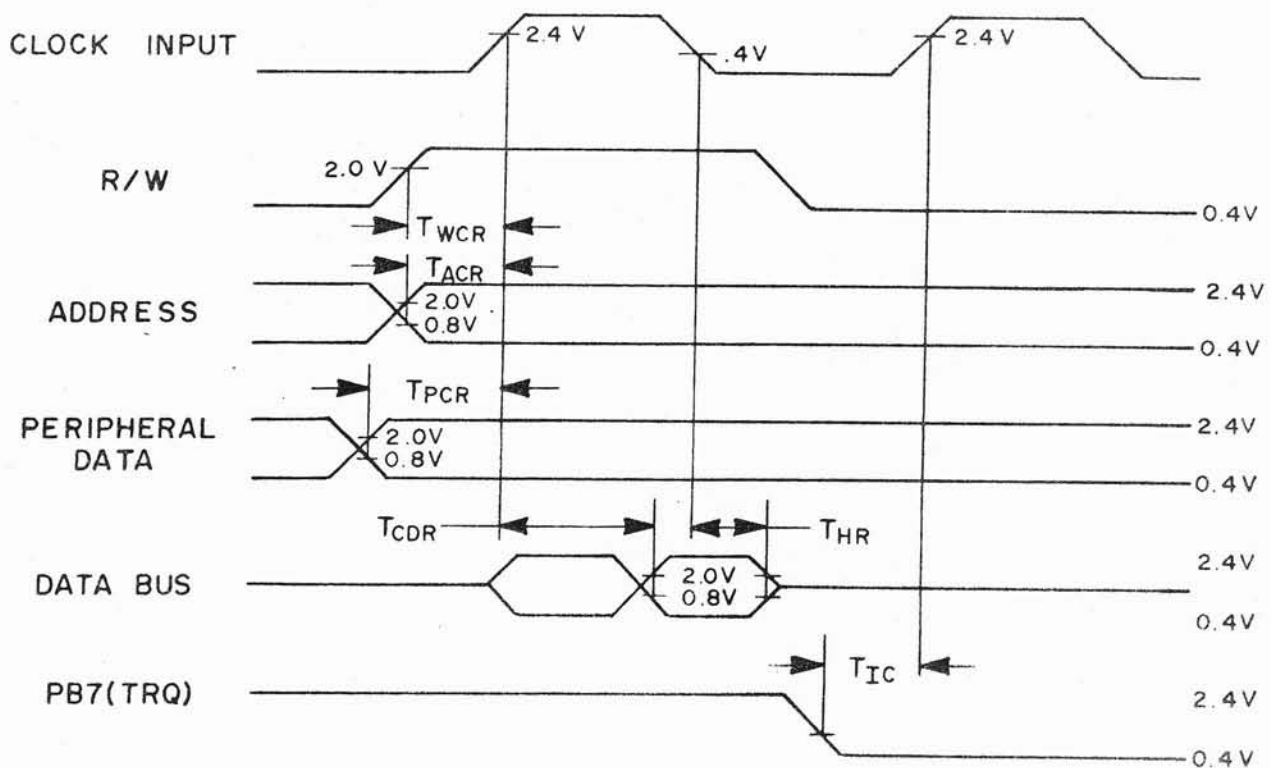 CLOCK INPUT
2.4 V
.4V
2.4 V
R/W
2.0 V
0.4V
TWCR
TACR
ADDRESS
2.0V
0.8V
2.4V
0.4V
TPCR
PERIPHERAL
DATA
2.0V
0.8V
2.4V
0.4V
TCDR
THR
DATA BUS
2.0V
0.8V
2.4V
0.4V
TIC
PB7(TRQ)
2.4V
0.4V